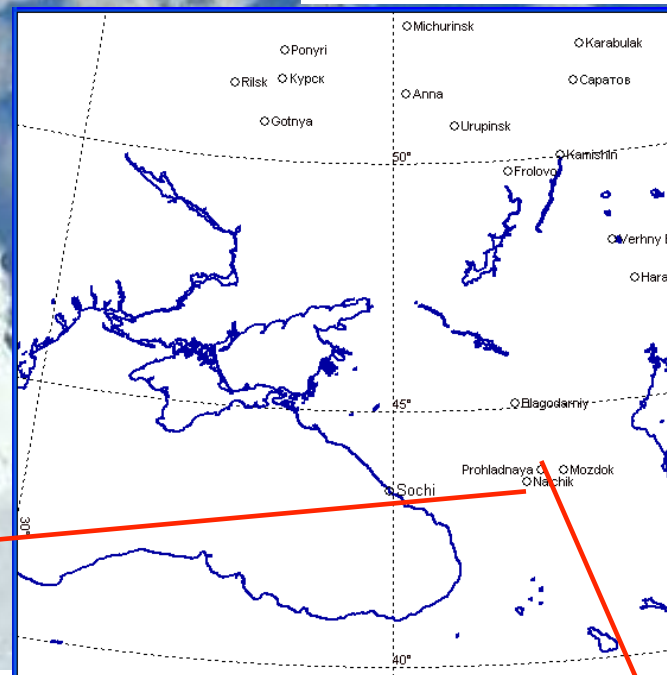 Michurinsk
Karabulak
Ponyri
Rilsk
Курск
Саратов
Anna
Gotnya
Urupinsk
50°
Kamishin
Frolovo
Verhny B
Hara
45°
Blagodarniy
Prohladnaya
Mozdok
Nalchik
Sochi
30°
40°